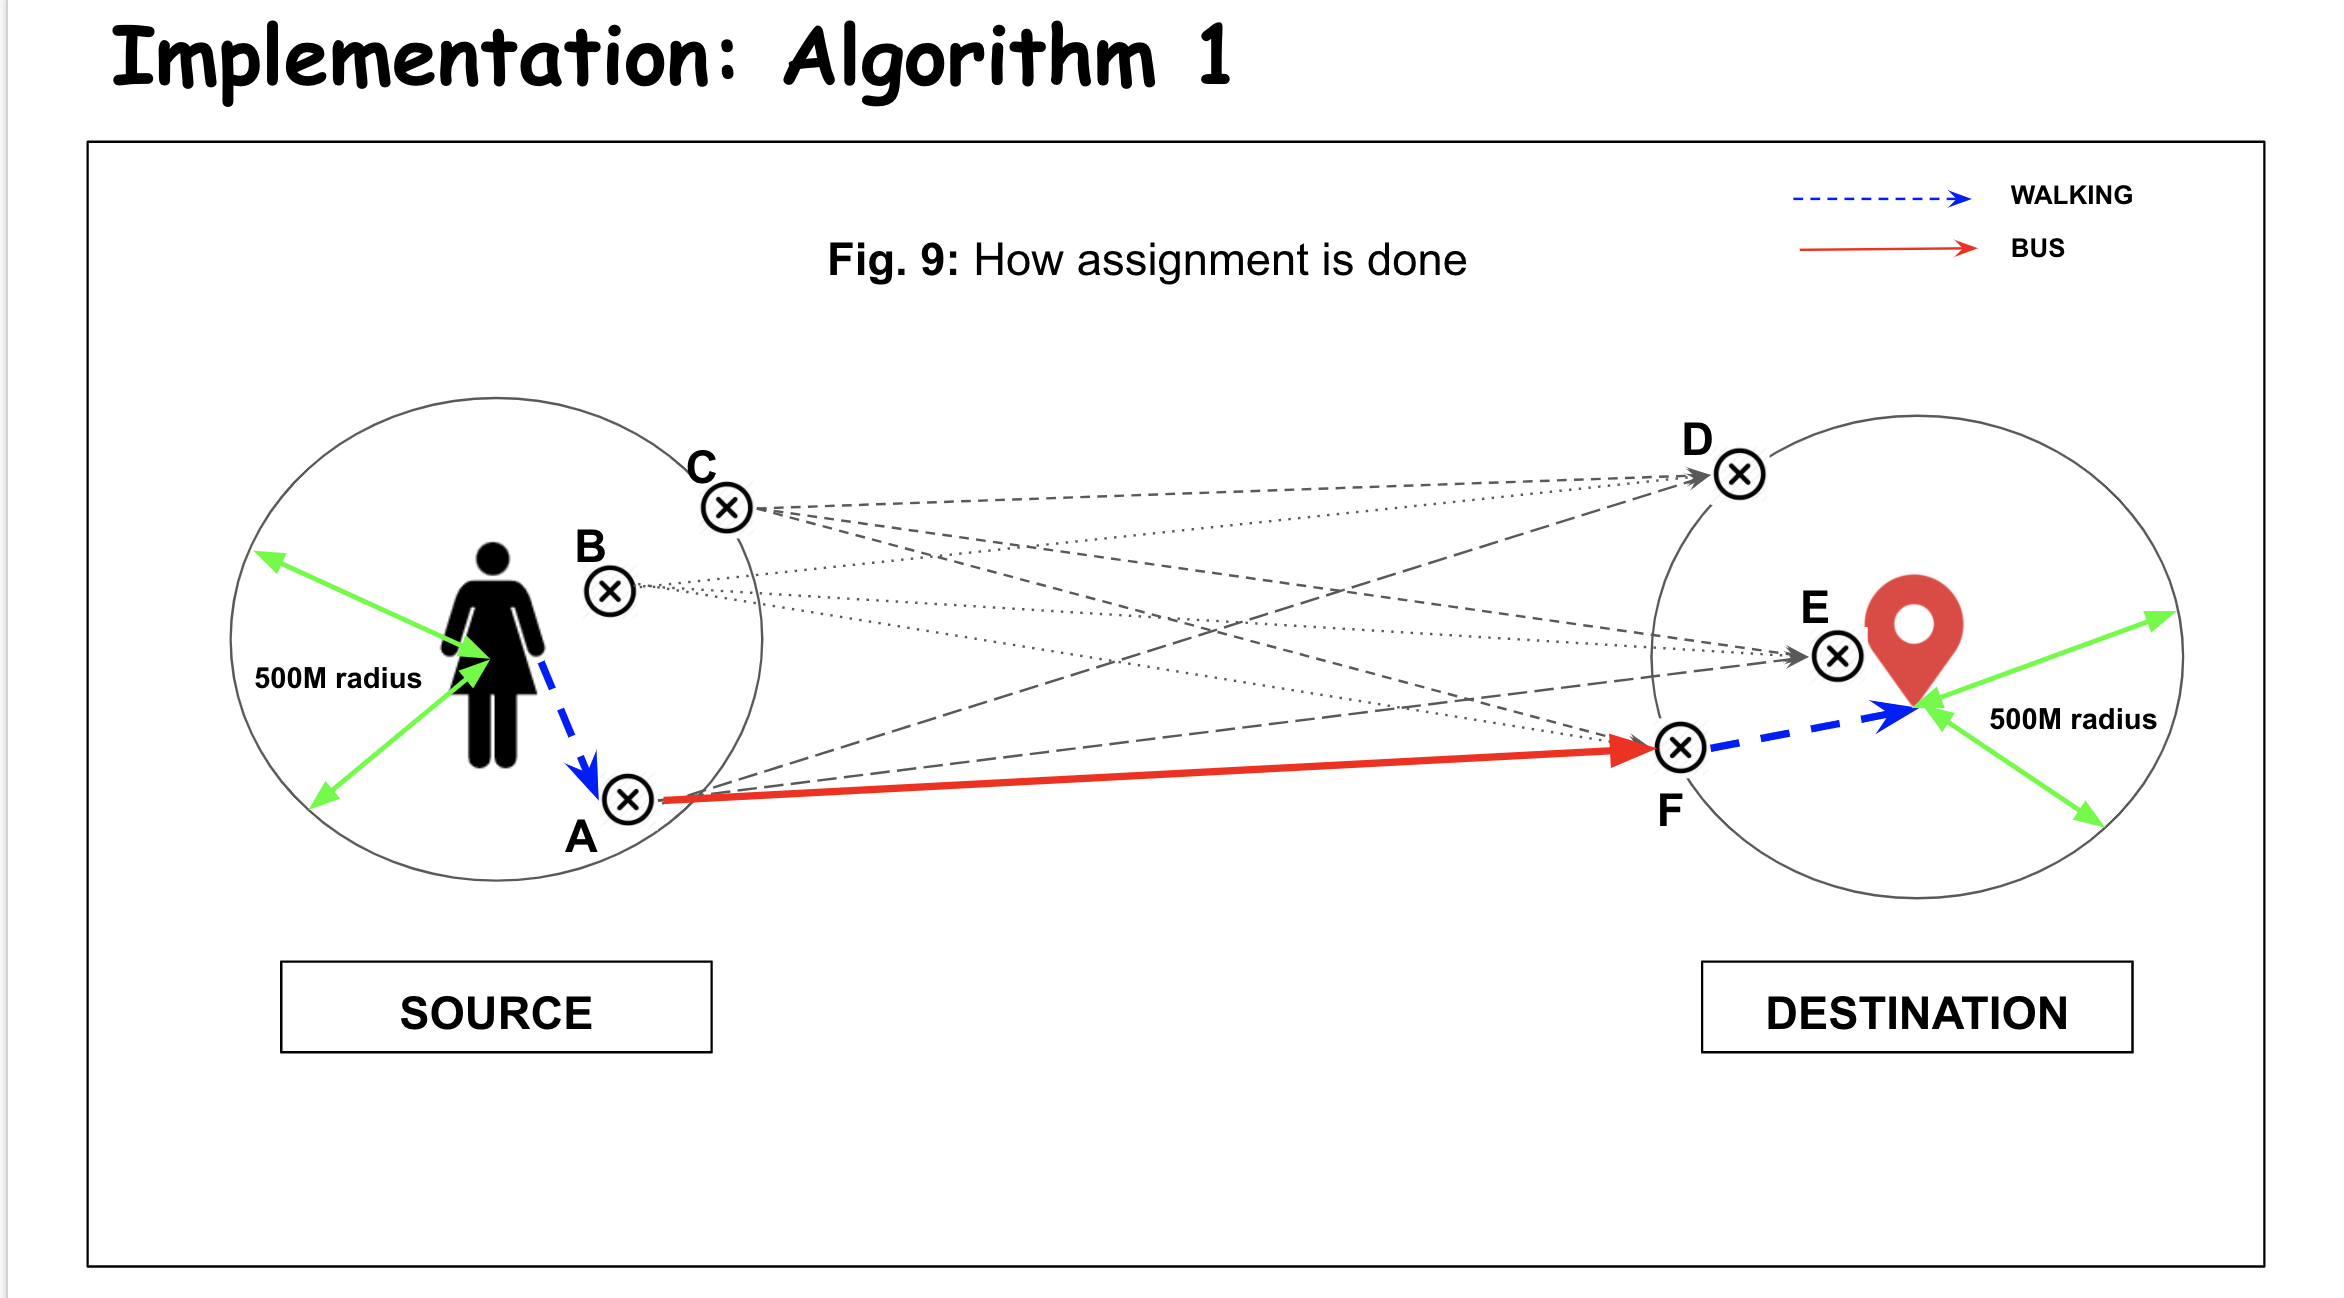 Implementation: Algorithm 1
WALKING
BUS
Fig. 9: How assignment is done
C
D
B
E
500M radius
500M radius
A
F
SOURCE
DESTINATION